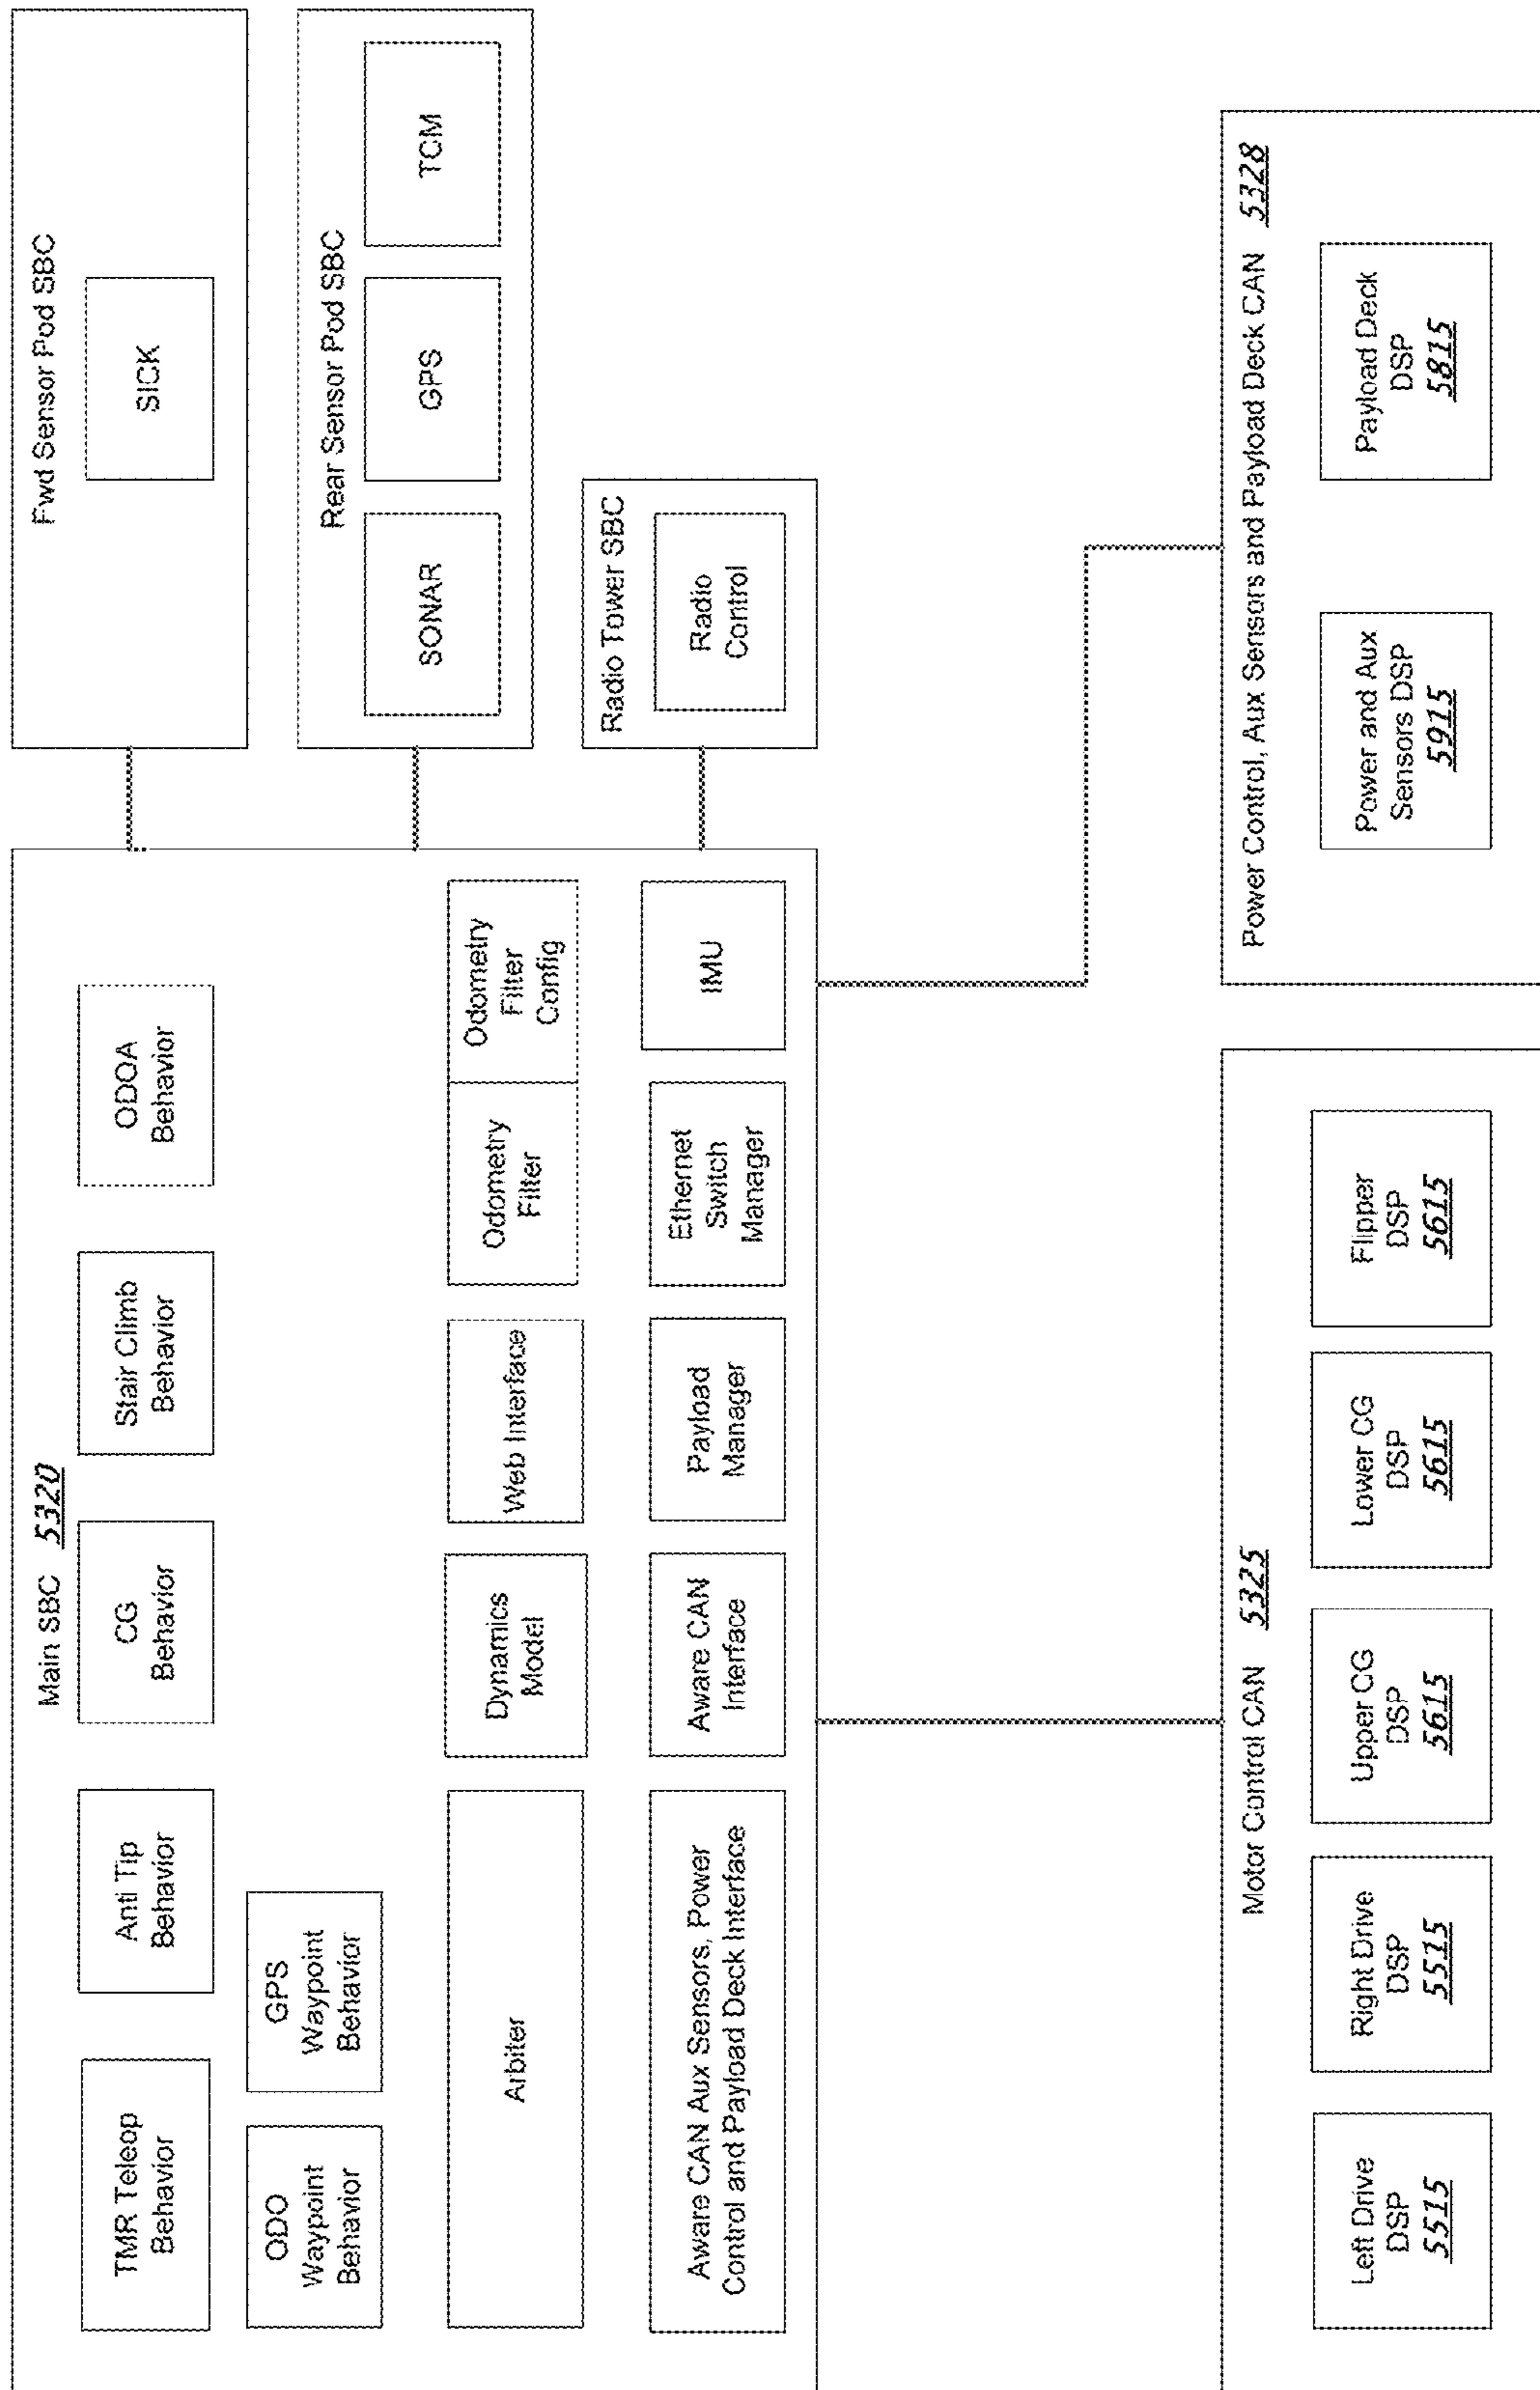 Main SBC 5320
TMR Teleop
Behavior
Anti Tip
Behavior
CG
Behavior
Stair Climb
Behavior
ODOA
Behavior
ODO
Waypoint
Behavior
GPS
Waypoint
Behavior
Arbiter
Dynamics
Model
Web Interface
Odometry
Filter
Odometry
Filter
Config
Aware CAN Aux Sensors, Power
Control and Payload Deck Interface
Aware CAN
Interface
Payload
Manager
Ethernet
Switch
Manager
IMU
Fwd Sensor Pod SBC
SICK
Rear Sensor Pod SBC
SONAR
GPS
TCM
Radio Tower SBC
Radio
Control
Motor Control CAN 5325
Left Drive
DSP
5515
Right Drive
DSP
5515
Upper CG
DSP
5615
Lower CG
DSP
5615
Flipper
DSP
5615
Power Control, Aux Sensors and Payload Deck CAN 5328
Power and Aux
Sensors DSP
5915
Payload Deck
DSP
5815